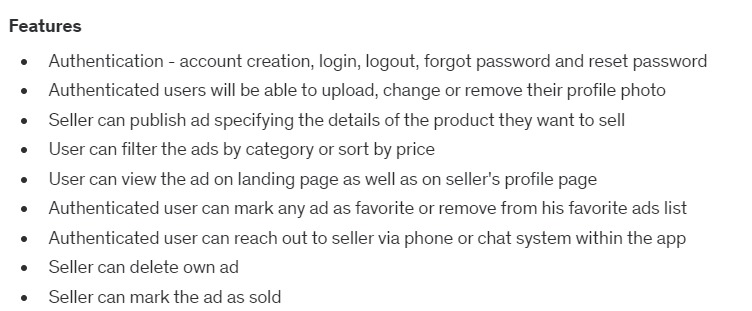 Features
• Authentication - account creation, login, logout, forgot password and reset password
• Authenticated users will be able to upload, change or remove their profile photo
• Seller can publish ad specifying the details of the product they want to sell
• User can filter the ads by category or sort by price
• User can view the ad on landing page as well as on seller's profile page
• Authenticated user can mark any ad as favorite or remove from his favorite ads list
• Authenticated user can reach out to seller via phone or chat system within the app
• Seller can delete own ad
• Seller can mark the ad as sold